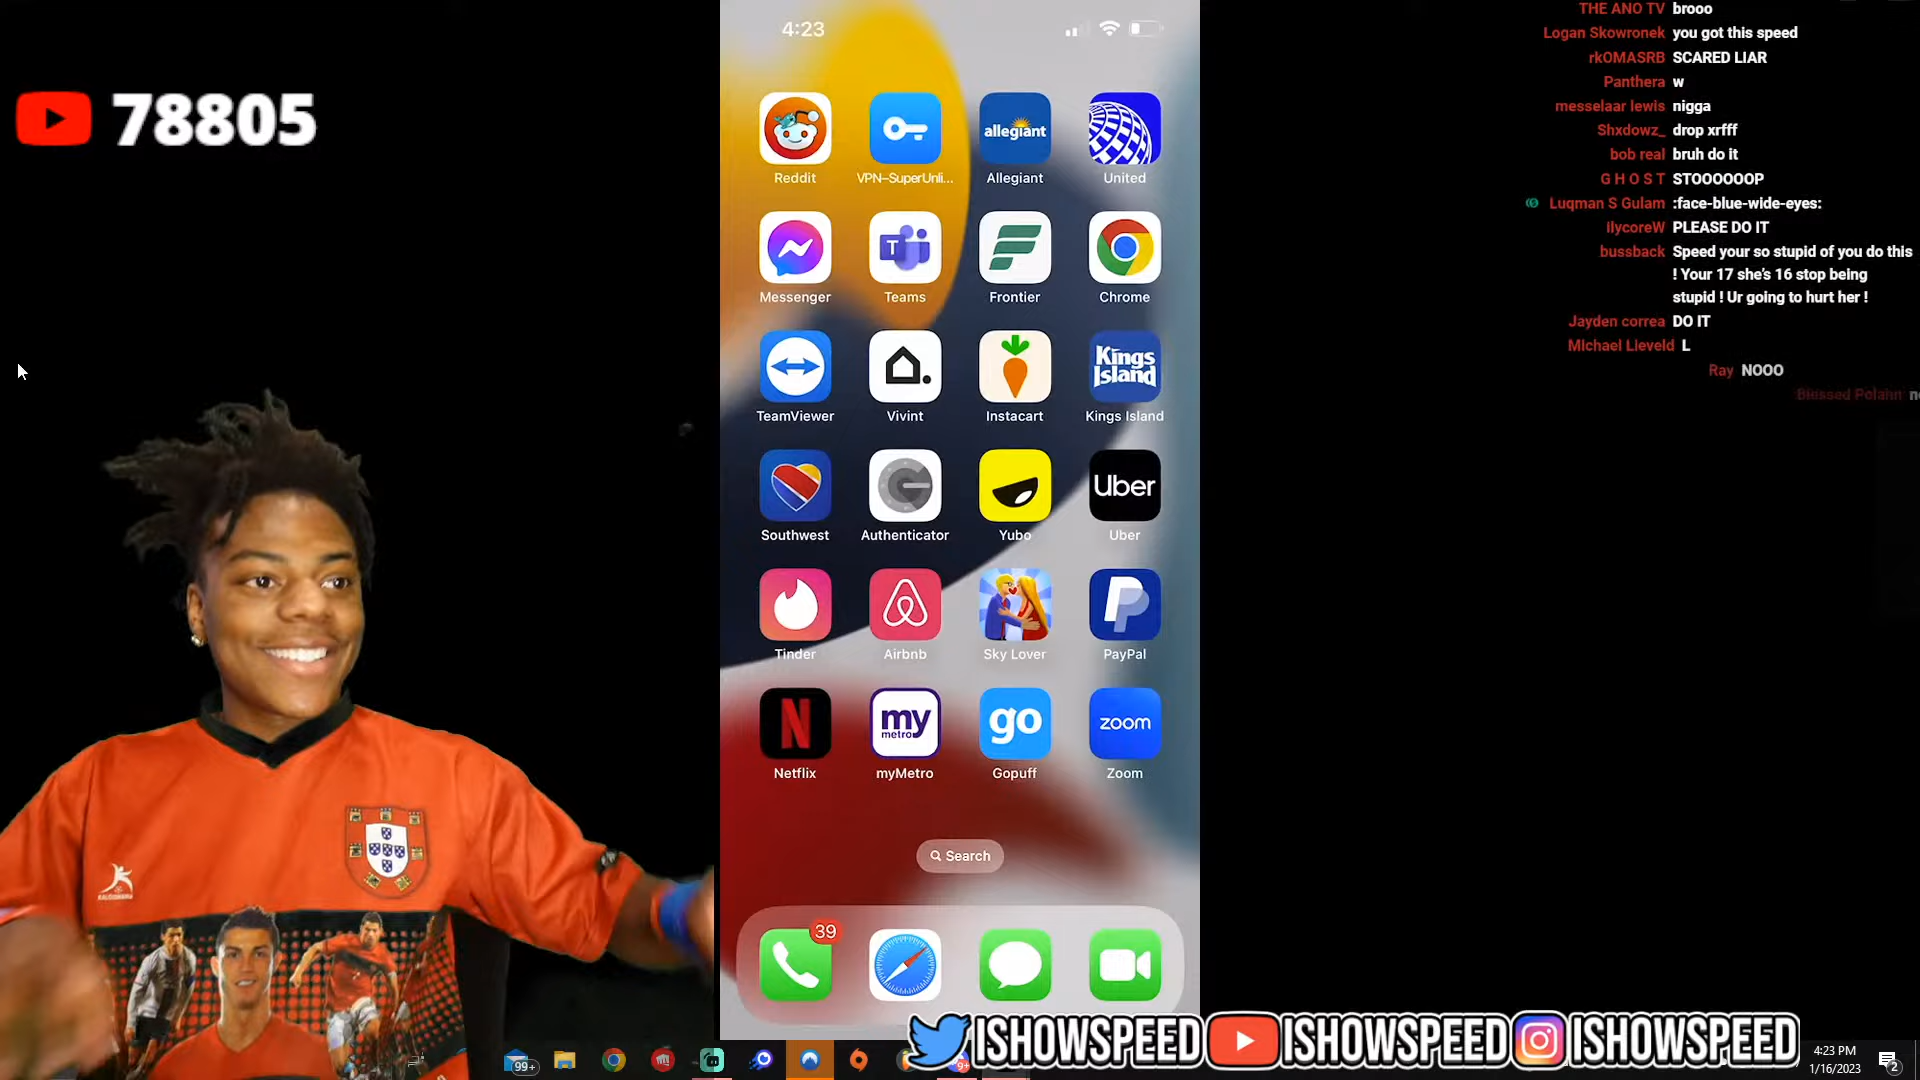 78805
4:23
Reddit
VPN–SuperUnli...
allegiant
Allegiant
United
Messenger
T
Teams
Frontier
Chrome
TeamViewer
Vivint
Instacart
Kings
Island
Kings Island
Southwest
Authenticator
Yubo
Uber
Uber
Tinder
Airbnb
Sky Lover
PayPal
N
Netflix
my
metro
myMetro
go
Gopuff
zoom
Zoom
Search
39
THE ANO TV brooo
Logan Skowronek you got this speed
rkOMASRB SCARED LIAR
Panthera w
messelaar lewis nigga
Shxdowz_ drop xrfff
bob real bruh do it
G H O S T STOOOOOOP
Luqman S Gulam :face-blue-wide-eyes:
IlycoreW PLEASE DO IT
bussback Speed your so stupid of you do this
! Your 17 she's 16 stop being
stupid ! Ur going to hurt her !
Jayden correa DO IT
Michael Lieveld L
Ray NOOO
ISHOWSPEED ISHOWSPEED ISHOWSPEED
99+
9+
4:23 PM
1/16/2023
2